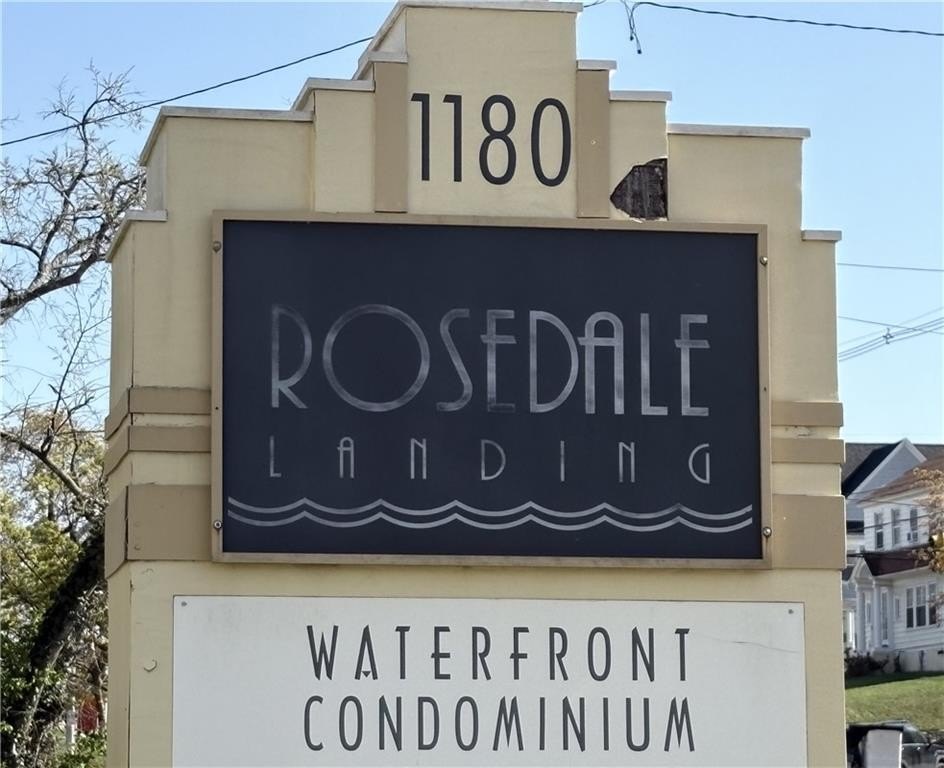 1180
ROSEDALE
LANDING
WATERFRONT
CONDOMINIUM